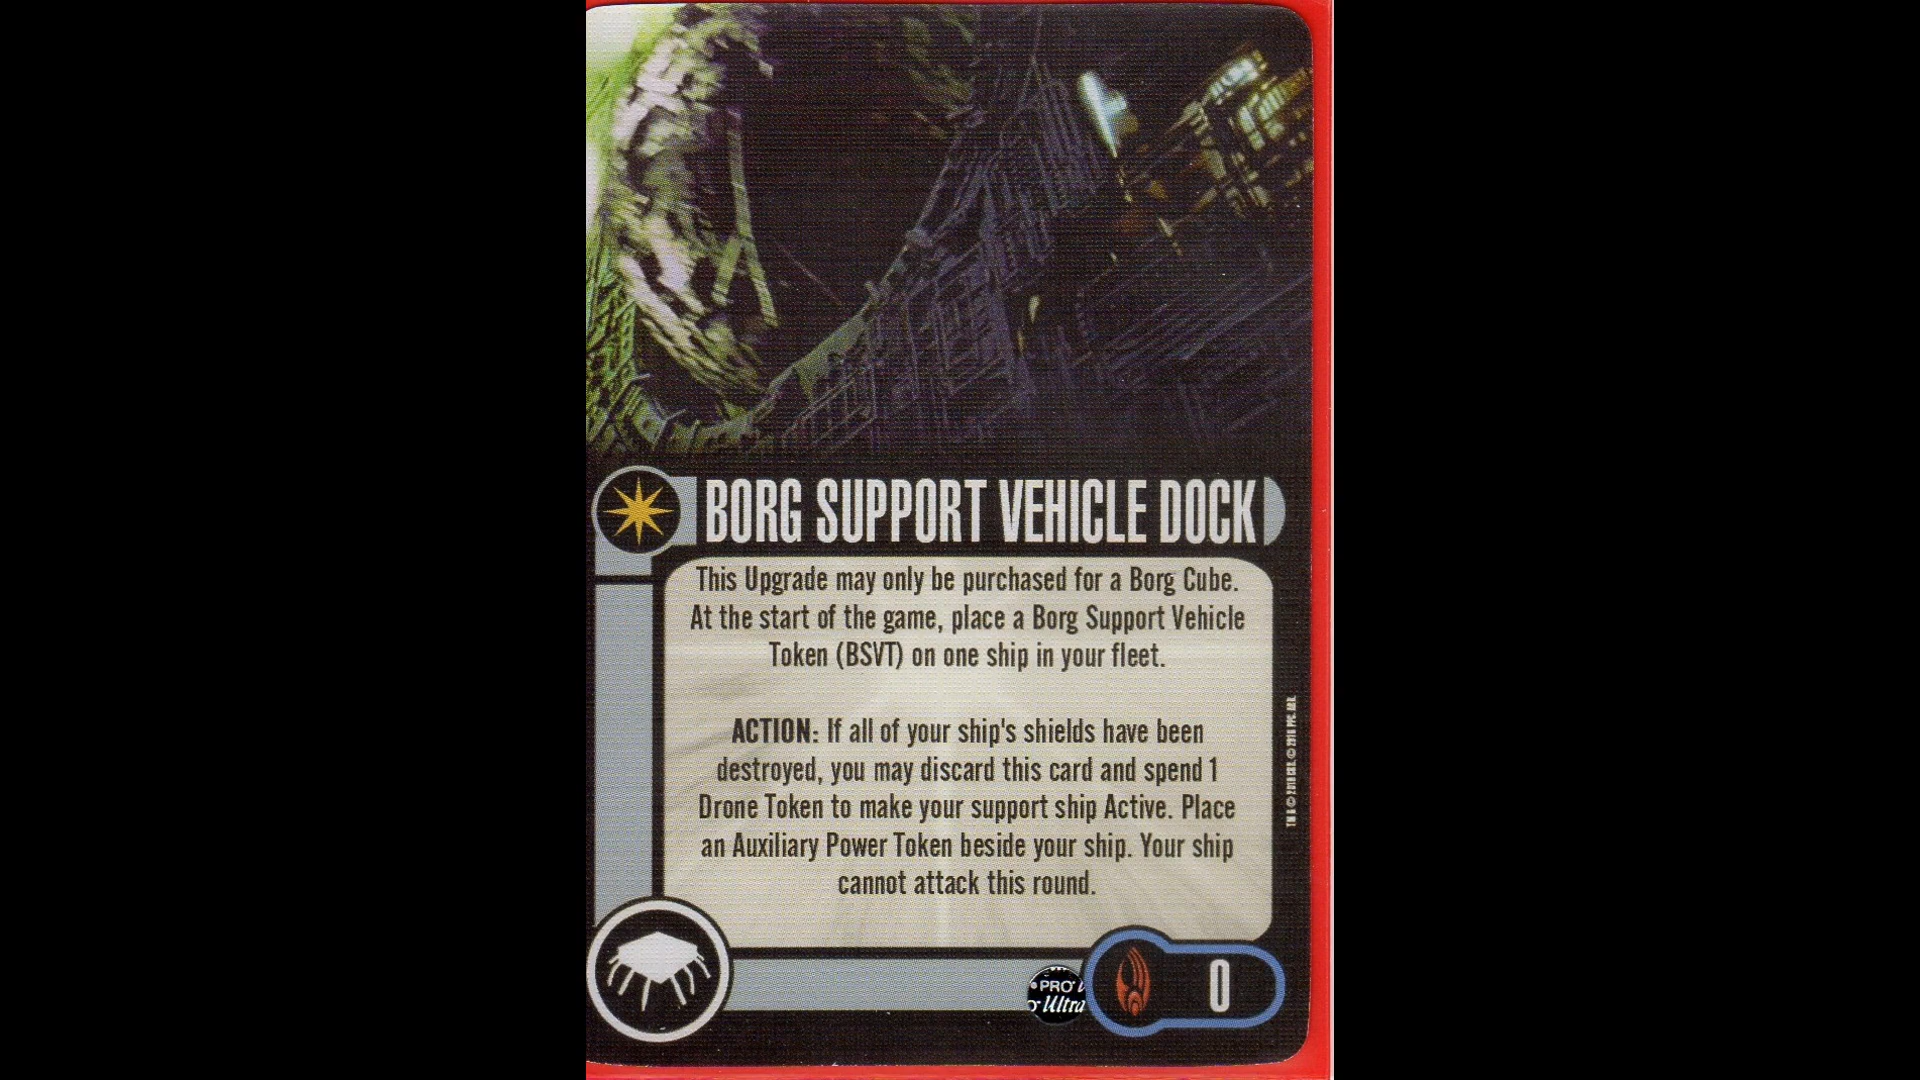 BORG SUPPORT VEHICLE DOCK
This Upgrade may only be purchased for a Borg Cube.
At the start of the game, place a Borg Support Vehicle
Token (BSVT) on one ship in your fleet.
ACTION: If all of your ship's shields have been
destroyed, you may discard this card and spend 1
Drone Token to make your support ship Active. Place
an Auxiliary Power Token beside your ship. Your ship
cannot attack this round.
PRO
Ultra
0